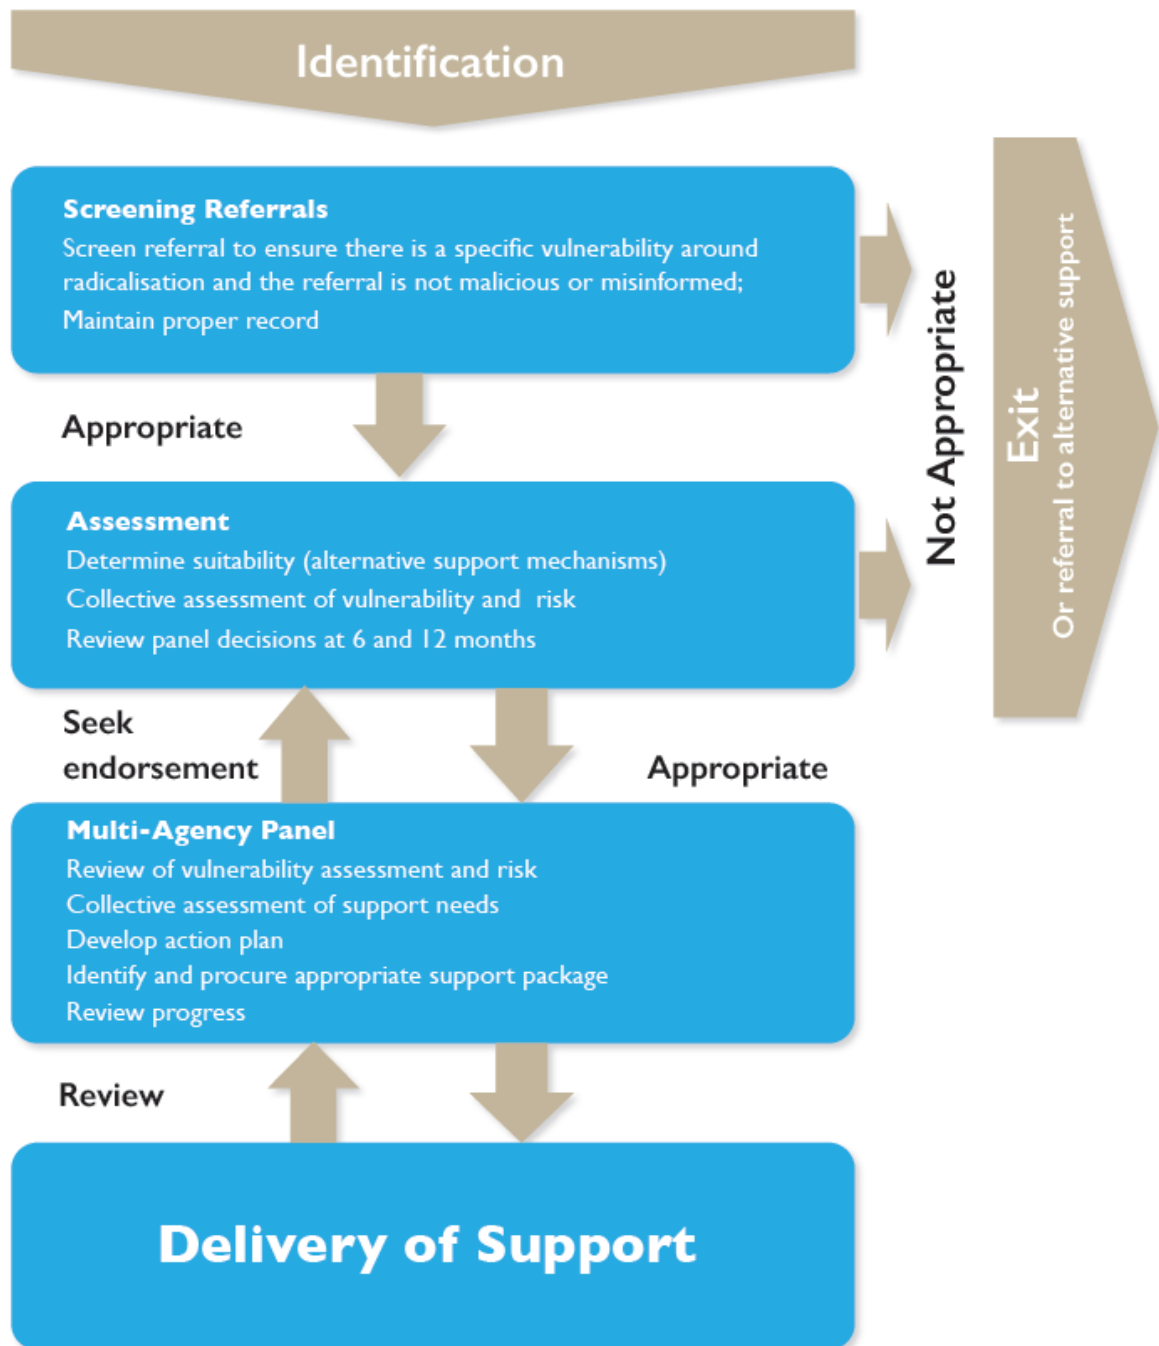 Identification
Screening Referrals
Screen referral to ensure there is a specific vulnerability around
radicalisation and the referral is not malicious or misinformed;
Maintain proper record
Appropriate
Not Appropriate
Exit
Or referral to alternative support
Assessment
Determine suitability (alternative support mechanisms)
Collective assessment of vulnerability and risk
Review panel decisions at 6 and 12 months
Seek
endorsement
Appropriate
Multi-Agency Panel
Review of vulnerability assessment and risk
Collective assessment of support needs
Develop action plan
Identify and procure appropriate support package
Review progress
Review
Delivery of Support